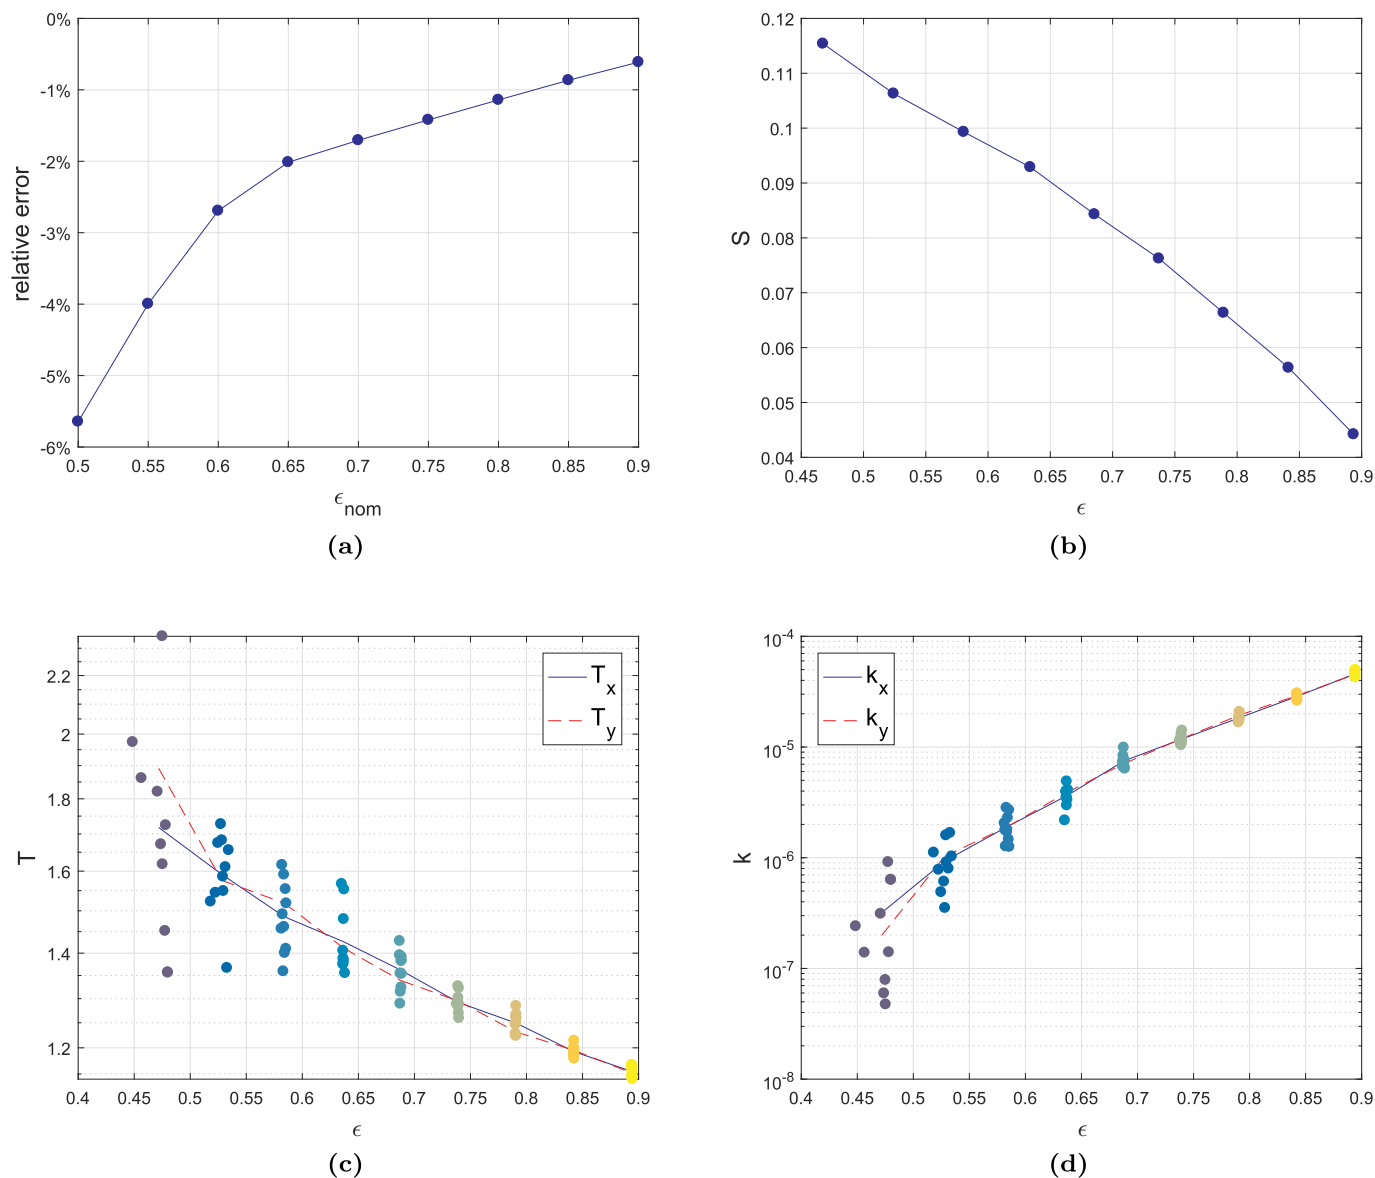 0%
-1%
-2%
-3%
-4%
-5%
-6%
relative error
0.5 0.55 0.6 0.65 0.7 0.75 0.8 0.85 0.9
ϵnom
(a)
0.12
0.11
0.1
0.09
0.08
0.07
0.06
0.05
0.04
S
0.45 0.5 0.55 0.6 0.65 0.7 0.75 0.8 0.85 0.9
ϵ
(b)
2.2
2
1.8
1.6
1.4
1.2
T
Tx
Ty
0.4 0.45 0.5 0.55 0.6 0.65 0.7 0.75 0.8 0.85 0.9
ϵ
(c)
10-4
10-5
10-6
10-7
10-8
k
kx
ky
0.4 0.45 0.5 0.55 0.6 0.65 0.7 0.75 0.8 0.85 0.9
ϵ
(d)